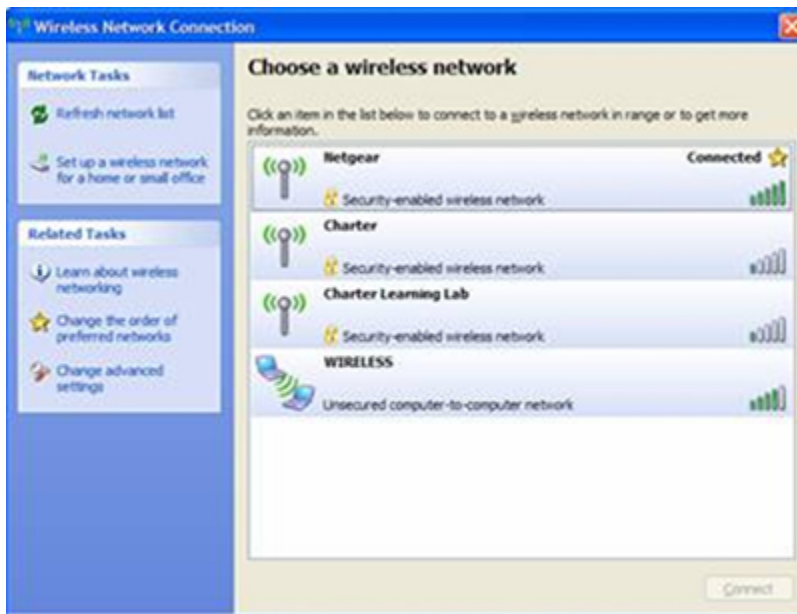 Wireless Network Connection
Network Tasks
Refresh network list
Set up a wireless network
for a home or small office
Related Tasks
Learn about wireless
networking
Change the order of
preferred networks
Change advanced
settings
Choose a wireless network
Click an item in the list below to connect to a wireless network in range or to get more
information.
Netgear
Connected
Security-enabled wireless network
Charter
Security-enabled wireless network
Charter Learning Lab
Security-enabled wireless network
WIRELESS
Unsecured computer-to-computer network
Connect